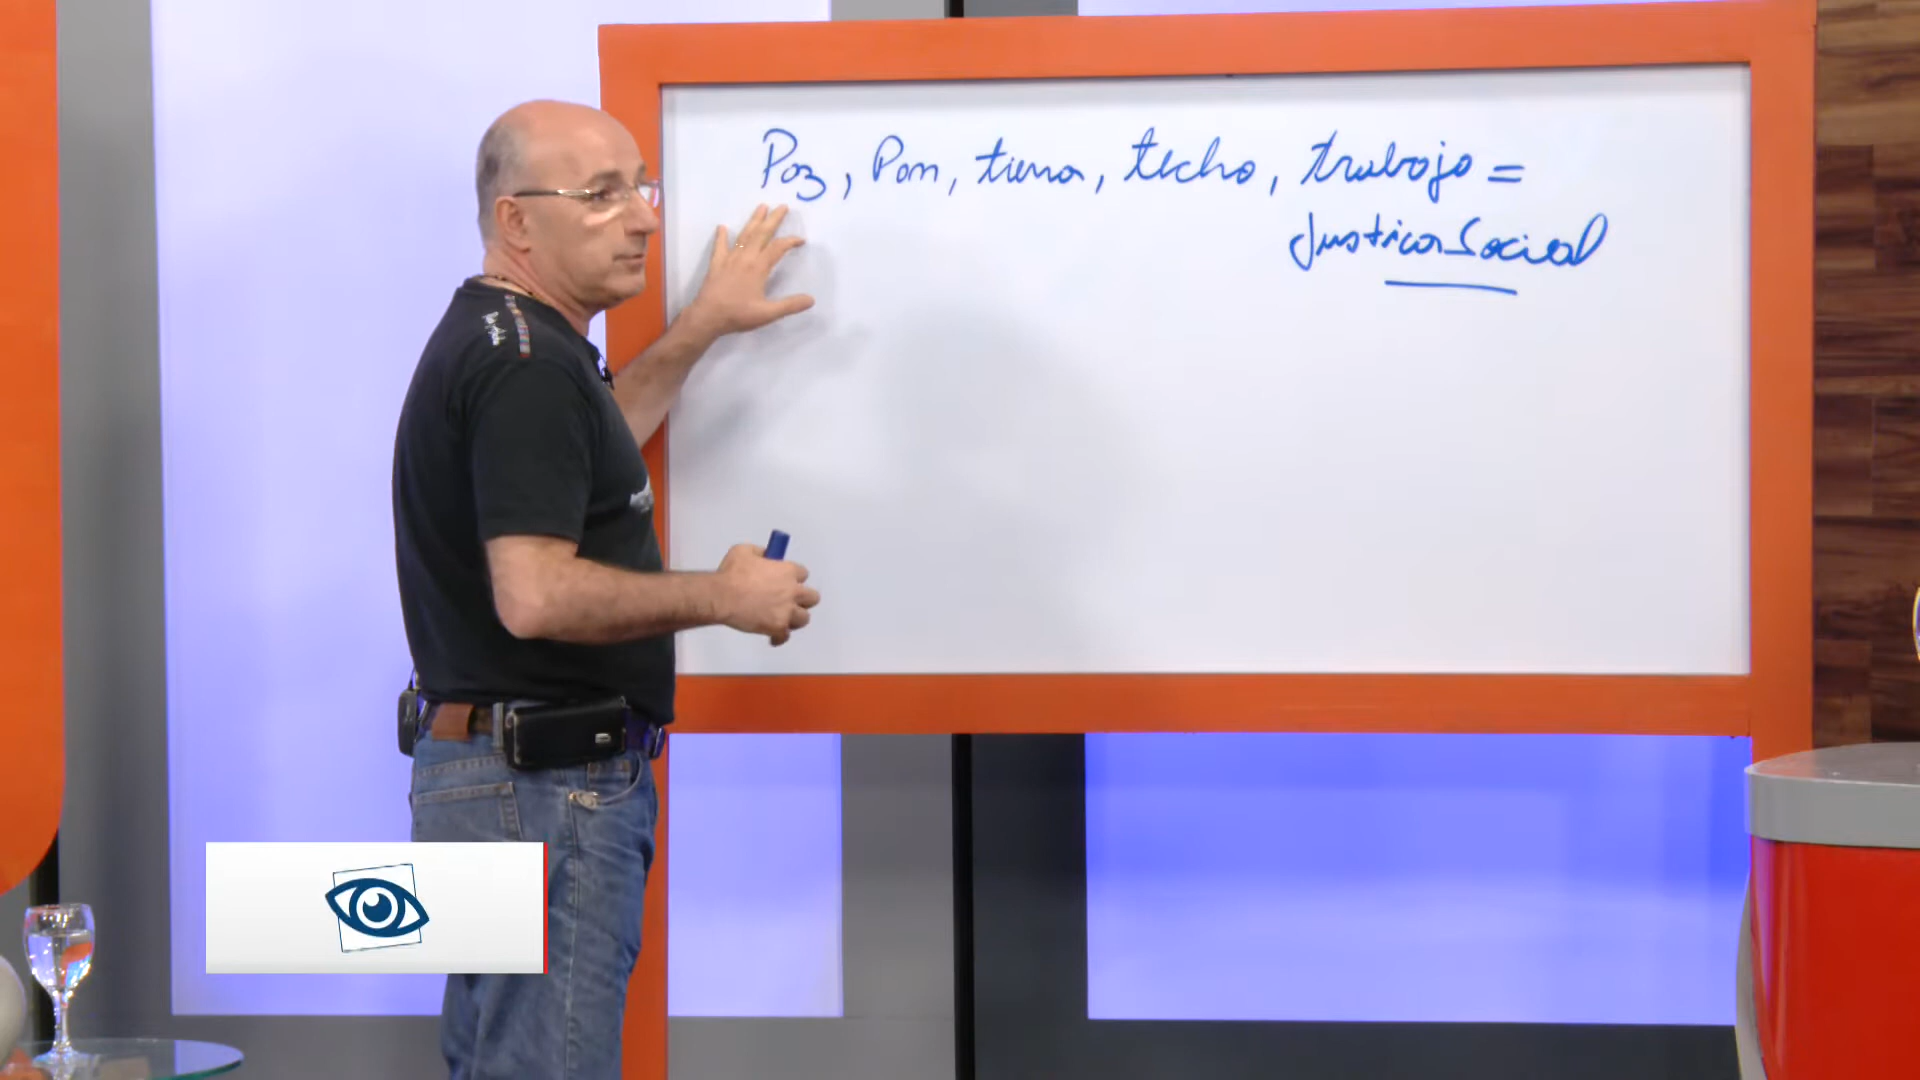 Paz, Pan, tierra, techo, trabajo =
Justicia Social